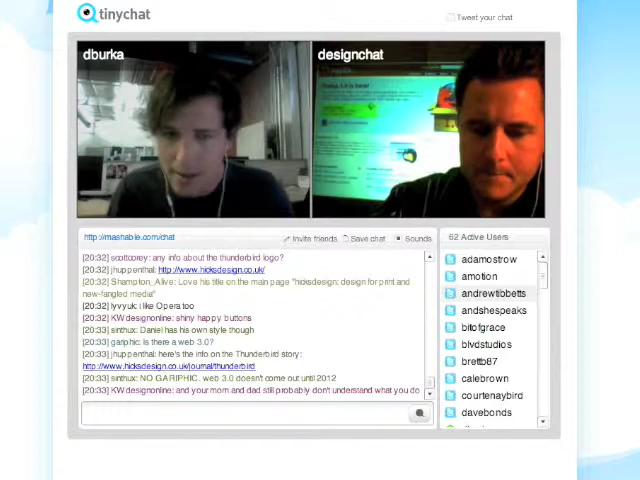 tinychat
Tweet your chat
dburka
designchat
http://mashable.com/chat
Invite friends
Save chat
Sounds
62 Active Users
[20:32] scottcorey: any info about the thunderbird logo?
[20:32] jhuppenthal: http://www.hicksdesign.co.uk/
[20:32] Shampton_Alive: Love his title on the main page "hicksdesign: design for print and
new-fangled media"
[20:32] lyvyuk: i like Opera too
[20:32] KWdesignonline: shiny happy buttons
[20:33] sinthux: Daniel has his own style though
[20:33] gariphic: Is there a web 3.0?
[20:33] jhuppenthal: here's the info on the Thunderbird story:
http://www.hicksdesign.co.uk/journal/thunderbird
[20:33] sinthux: NO GARIPHIC. web 3.0 doesn't come out until 2012
[20:33] KWdesignonline: and your mom and dad still probably don't understand what you do
adamostrow
amotion
andrewtibbetts
andshespeaks
bitofgrace
blvdstudios
brettb87
calebrown
courtenaybird
davebonds